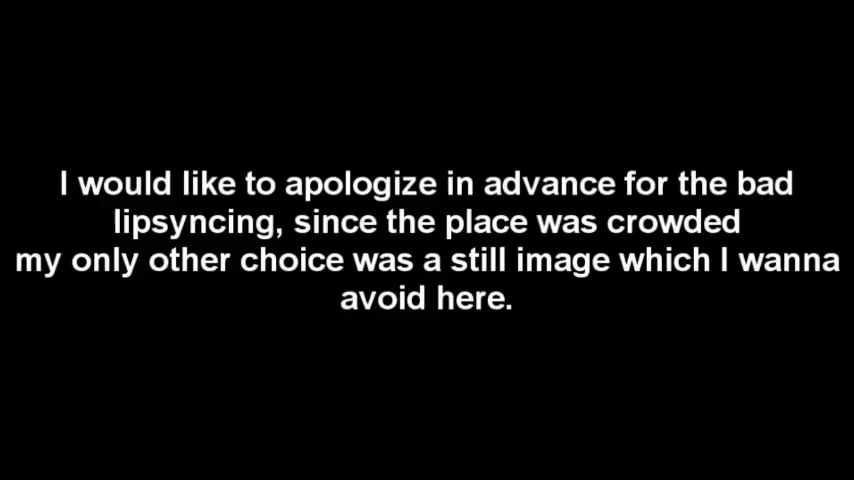 I would like to apologize in advance for the bad
lipsyncing, since the place was crowded
my only other choice was a still image which I wanna
avoid here.